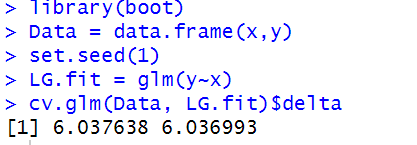 > library(boot)
> Data = data.frame(x,y)
> set.seed(1)
> LG.fit = glm(y~x)
> cv.glm(Data, LG.fit)$delta
[1] 6.037638 6.036993